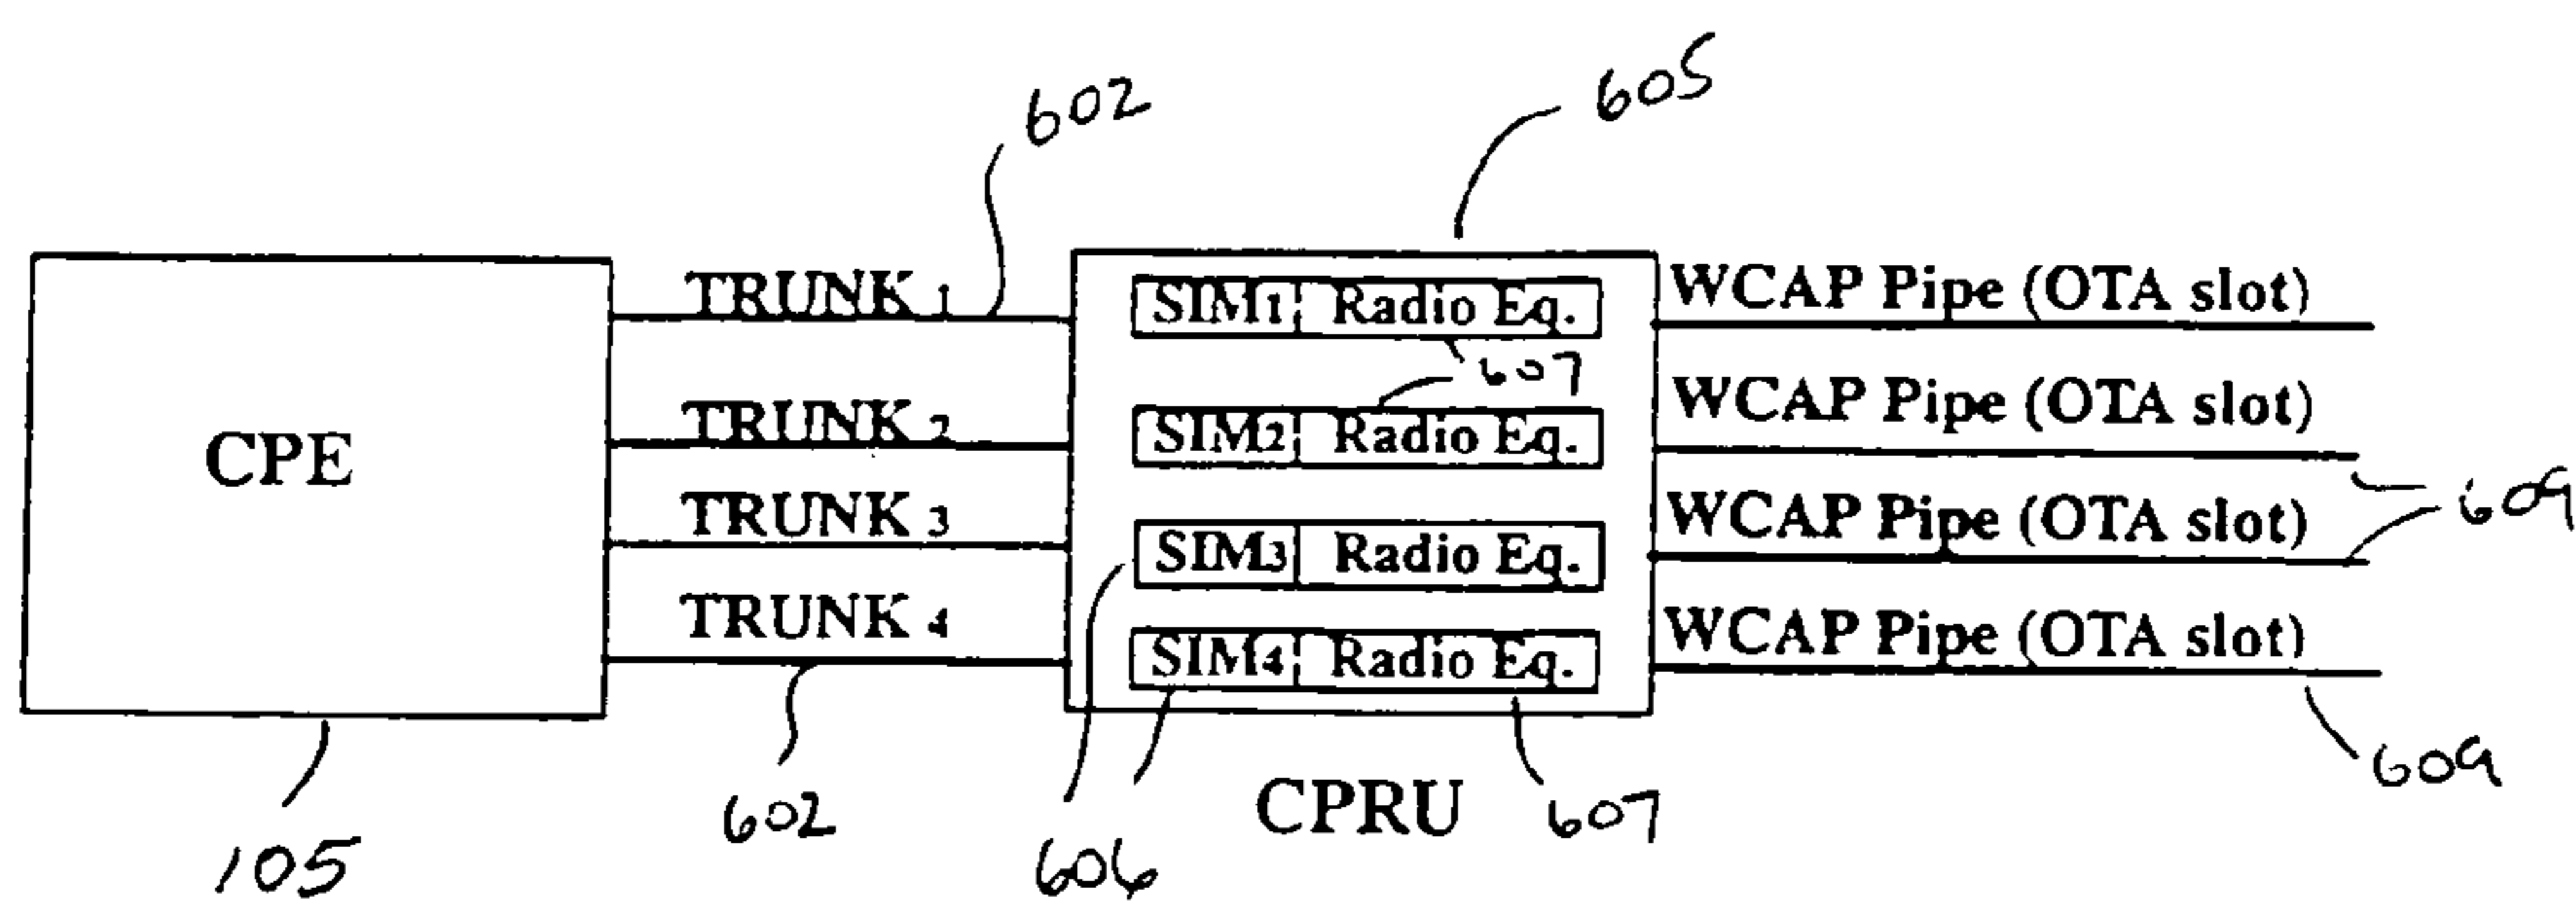 602
605
CPE
TRUNK 1
TRUNK 2
TRUNK 3
TRUNK 4
SIM1 Radio Eq.
607
SIM2 Radio Eq.
SIM3 Radio Eq.
SIM4 Radio Eq.
WCAP Pipe (OTA slot)
WCAP Pipe (OTA slot)
609
WCAP Pipe (OTA slot)
WCAP Pipe (OTA slot)
609
105
602
606
CPRU
607